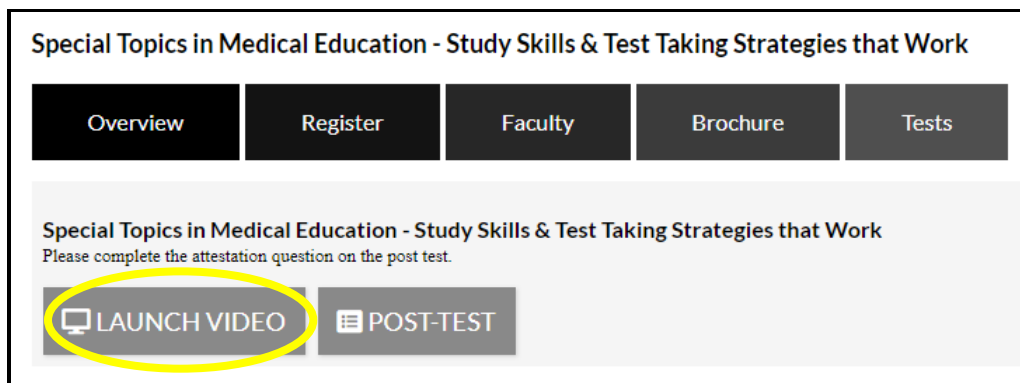 Special Topics in Medical Education - Study Skills & Test Taking Strategies that Work
Overview Register Faculty Brochure Tests
Special Topics in Medical Education - Study Skills & Test Taking Strategies that Work
Please complete the attestation question on the post test.
LAUNCH VIDEO POST-TEST